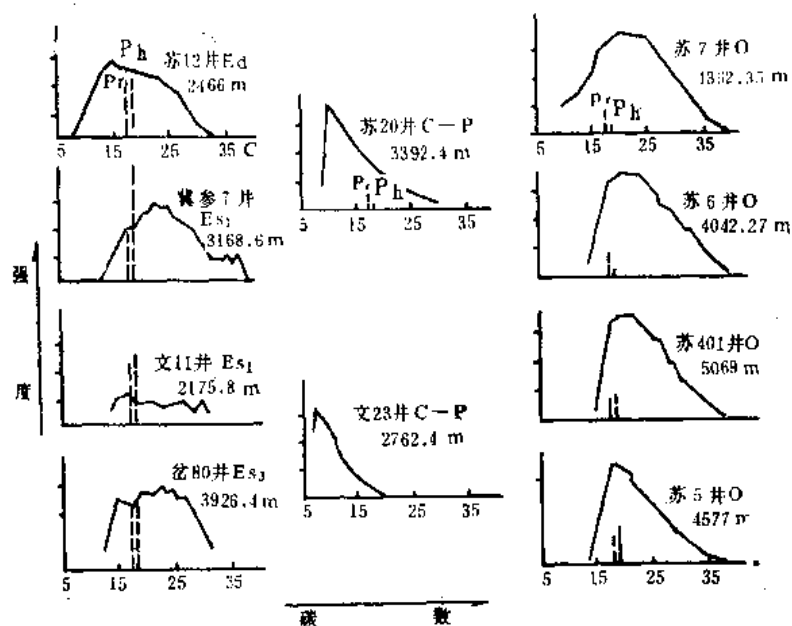 Ph
苏12井Ed
Pr
2466 m
5 15 25 35 C
冀参7井
Es₁
3168.6m
强
度
文11井 Es₁
2175.8 m
岔80井Es₃
3926.4m
5 15 25 35
苏20井C-P
3392.4 m
Pr Ph
5 15 25 35
文23井C-P
2762.4 m
5 15 25 35
碳 数
苏7井O
Pr Ph
5 15 25 35
苏6井O
4042.27m
苏401井O
5069 m
苏5井O
4577 m
5 15 25 35